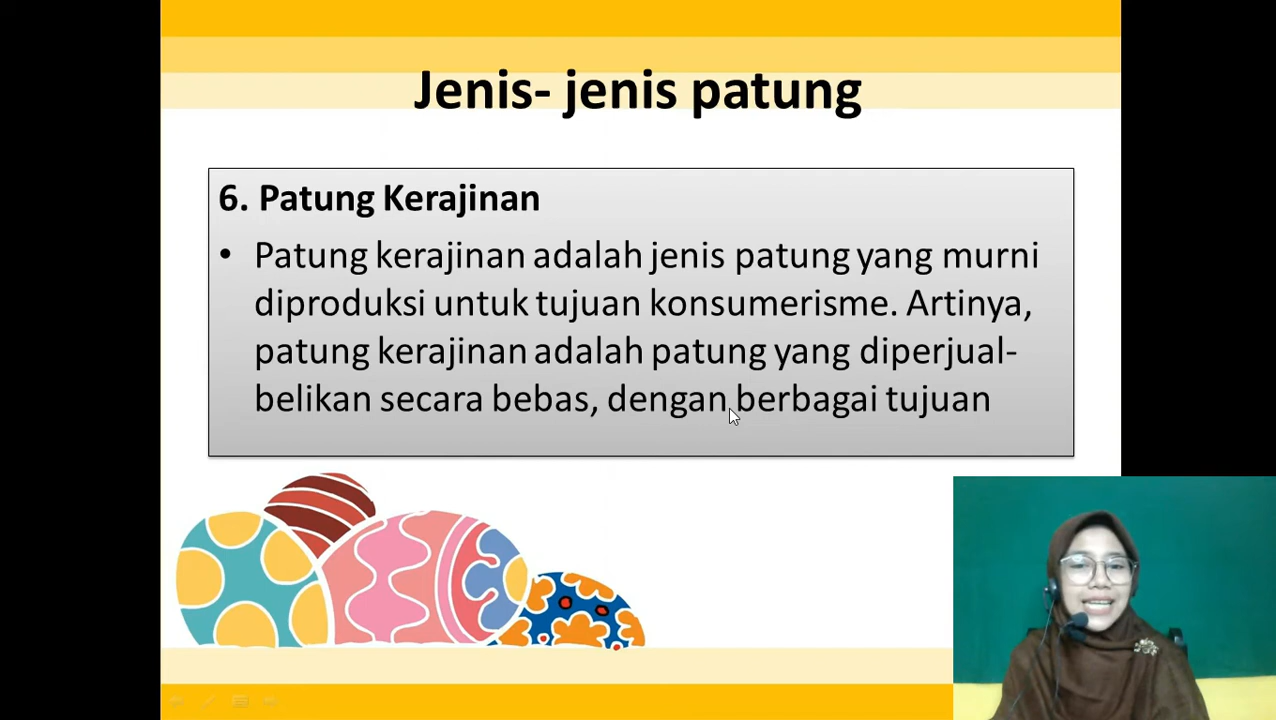 Jenis- jenis patung
6. Patung Kerajinan
• Patung kerajinan adalah jenis patung yang murni
diproduksi untuk tujuan konsumerisme. Artinya,
patung kerajinan adalah patung yang diperjual-
belikan secara bebas, dengan berbagai tujuan